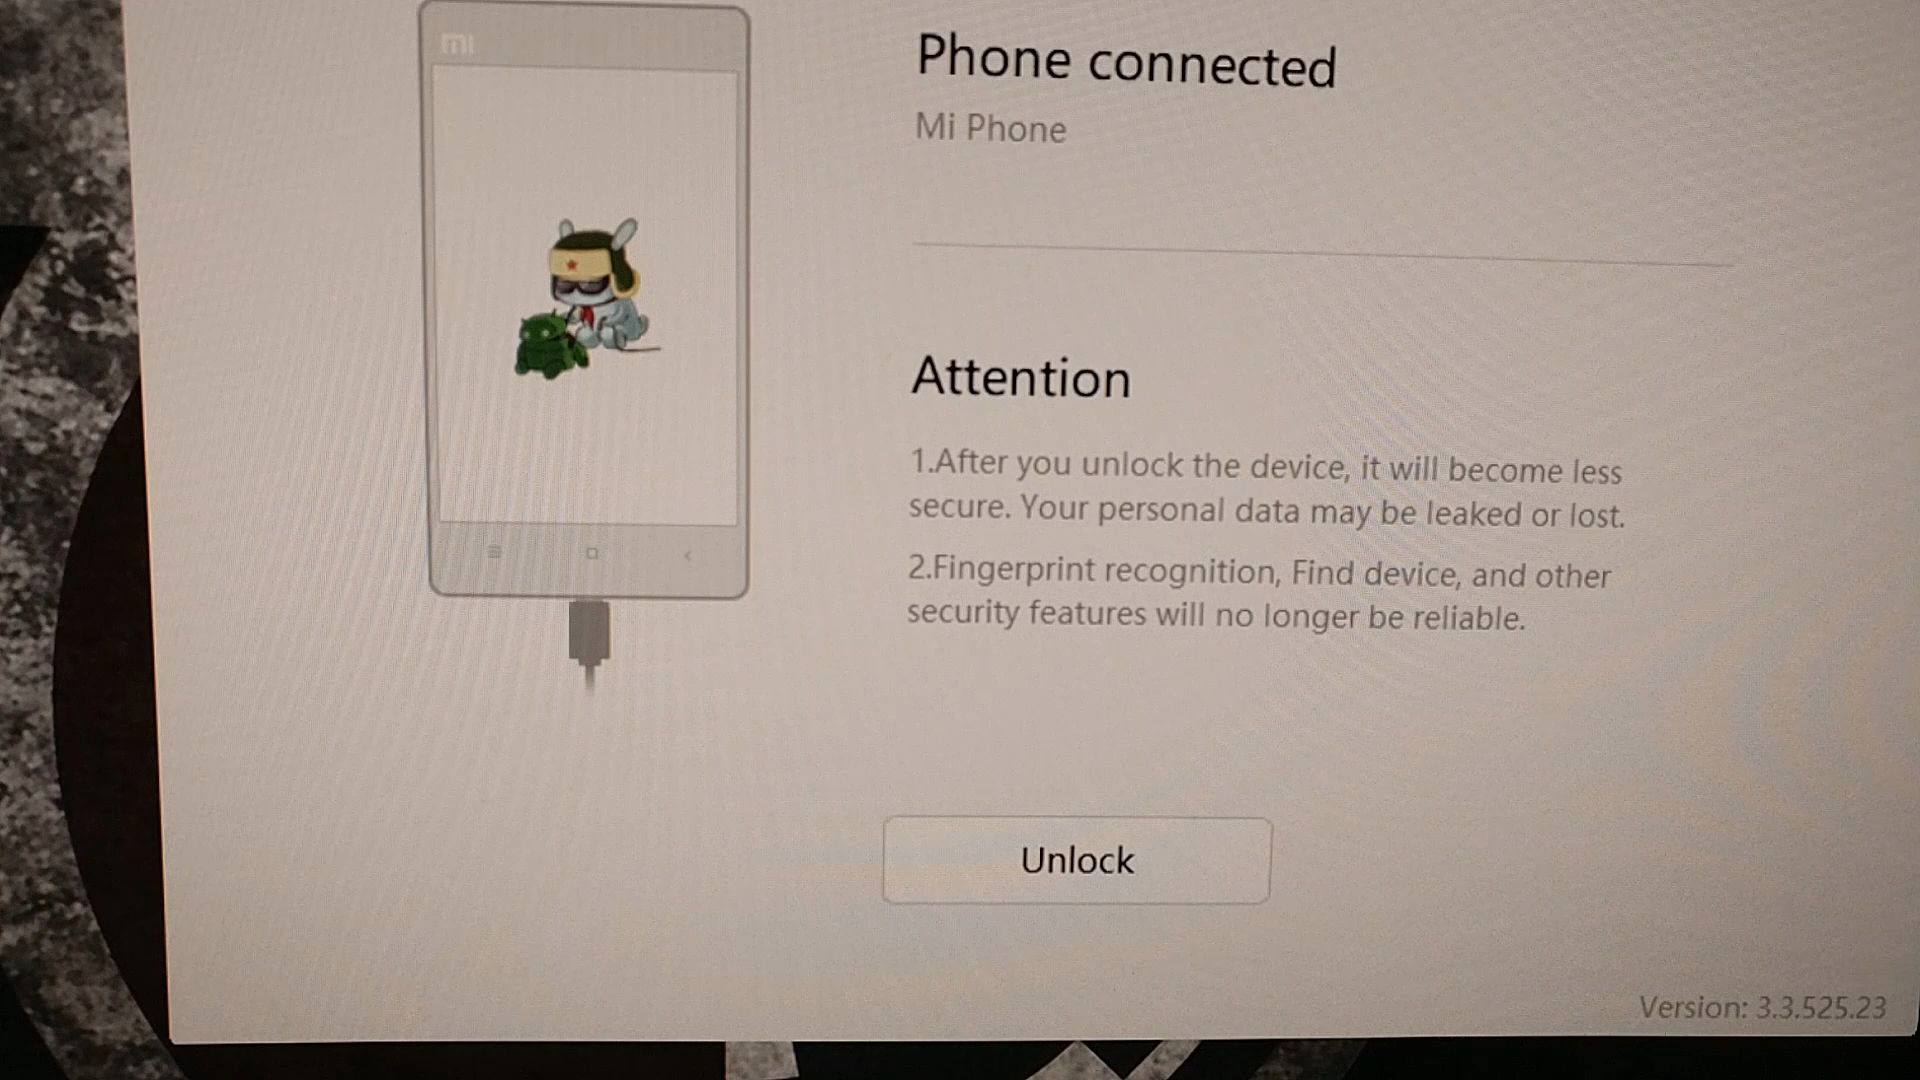 mi
Phone connected
Mi Phone
Attention
1.After you unlock the device, it will become less
secure. Your personal data may be leaked or lost.
2.Fingerprint recognition, Find device, and other
security features will no longer be reliable.
Unlock
Version: 3.3.525.23